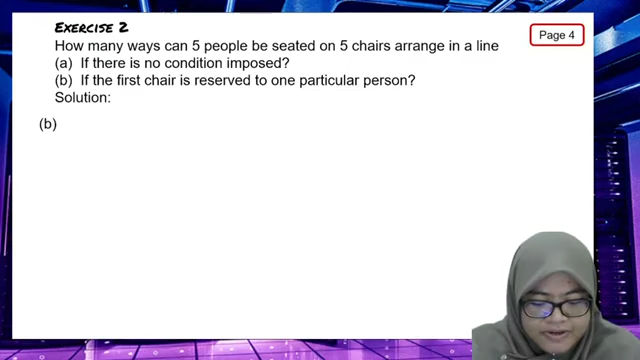 Exercise 2
Page 4
How many ways can 5 people be seated on 5 chairs arrange in a line
(a) If there is no condition imposed?
(b) If the first chair is reserved to one particular person?
Solution:
(b)